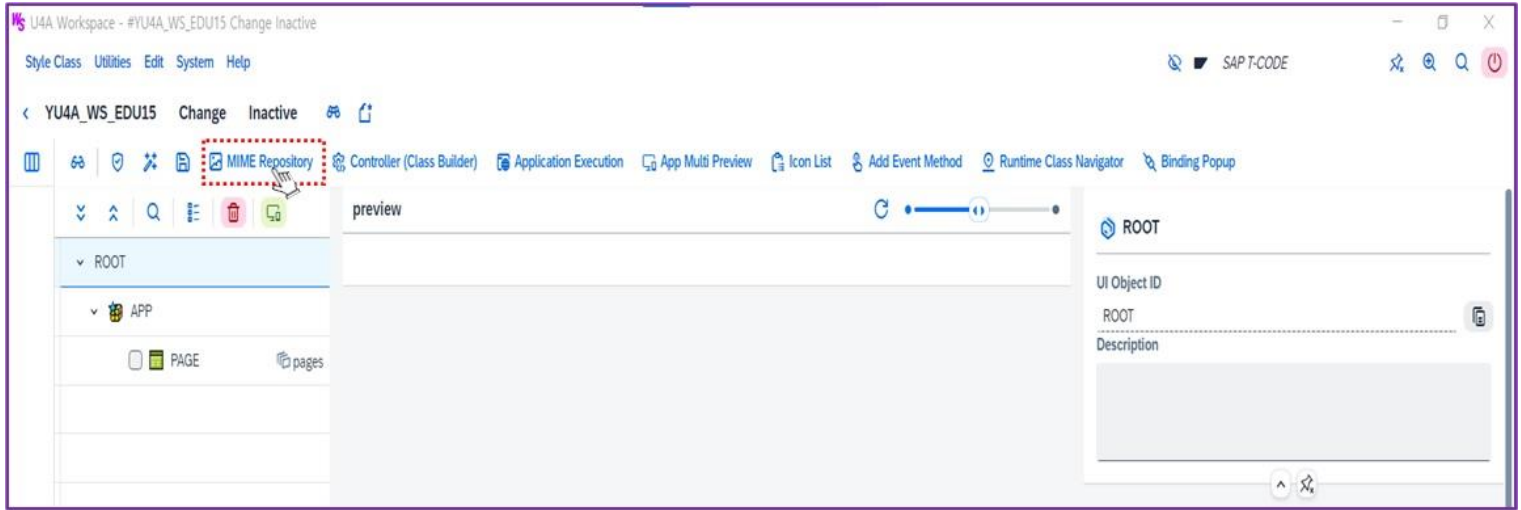 WS U4A Workspace - #YU4A_WS_EDU15 Change Inactive
Style Class Utilities Edit System Help SAP T-CODE
YU4A_WS_EDU15 Change Inactive
MIME Repository Controller (Class Builder) Application Execution App Multi Preview Icon List Add Event Method Runtime Class Navigator Binding Popup
preview
ROOT
ROOT
UI Object ID
APP
ROOT
Description
PAGE pages